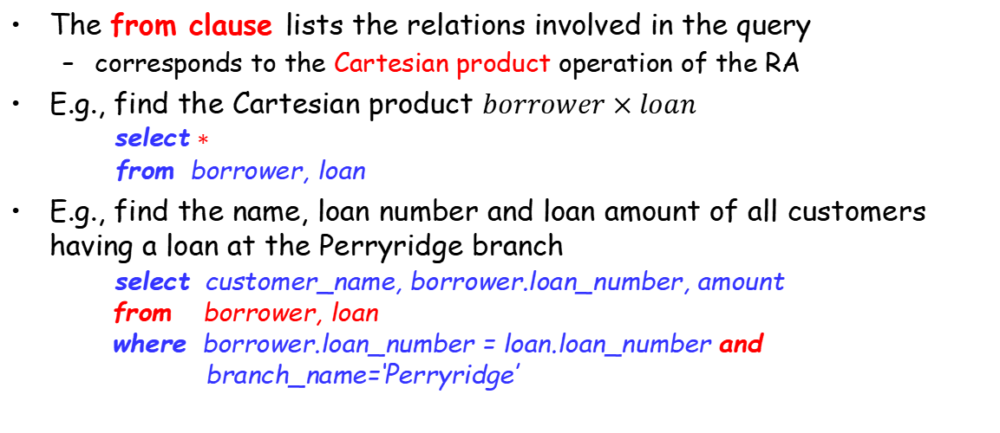 • The from clause lists the relations involved in the query
– corresponds to the Cartesian product operation of the RA
• E.g., find the Cartesian product borrower × loan
select *
from borrower, loan
• E.g., find the name, loan number and loan amount of all customers
having a loan at the Perryridge branch
select customer_name, borrower.loan_number, amount
from borrower, loan
where borrower.loan_number = loan.loan_number and
branch_name=‘Perryridge’